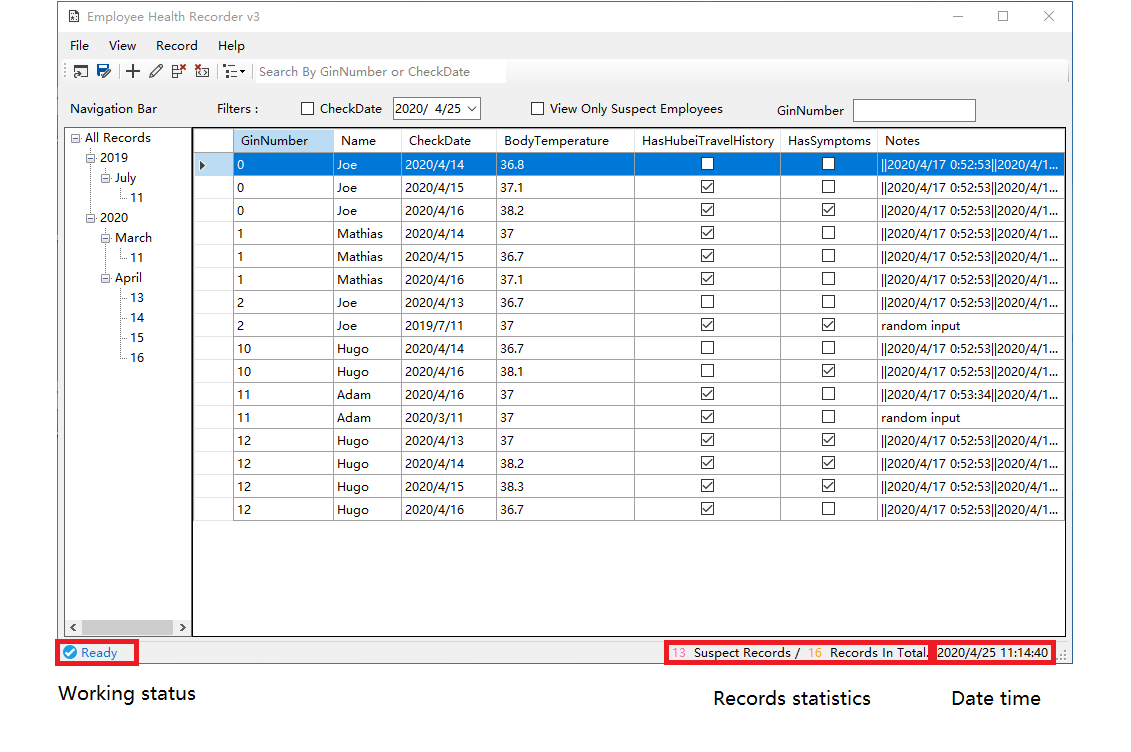 Employee Health Recorder v3
File View Record Help
Search By GinNumber or CheckDate
Navigation Bar Filters : CheckDate 2020/ 4/25 View Only Suspect Employees GinNumber
All Records
2019
July
11
2020
March
11
April
13
14
15
16
GinNumber Name CheckDate BodyTemperature HasHubeiTravelHistory HasSymptoms Notes
0 Joe 2020/4/14 36.8 ||2020/4/17 0:52:53||2020/4/1...
0 Joe 2020/4/15 37.1 ||2020/4/17 0:52:53||2020/4/1...
0 Joe 2020/4/16 38.2 ||2020/4/17 0:52:53||2020/4/1...
1 Mathias 2020/4/14 37 ||2020/4/17 0:52:53||2020/4/1...
1 Mathias 2020/4/15 36.7 ||2020/4/17 0:52:53||2020/4/1...
1 Mathias 2020/4/16 37.1 ||2020/4/17 0:52:53||2020/4/1...
2 Joe 2020/4/13 36.7 ||2020/4/17 0:52:53||2020/4/1...
2 Joe 2019/7/11 37 random input
10 Hugo 2020/4/14 36.7 ||2020/4/17 0:52:53||2020/4/1...
10 Hugo 2020/4/16 38.1 ||2020/4/17 0:52:53||2020/4/1...
11 Adam 2020/4/16 37 ||2020/4/17 0:53:34||2020/4/1...
11 Adam 2020/3/11 37 random input
12 Hugo 2020/4/13 37 ||2020/4/17 0:52:53||2020/4/1...
12 Hugo 2020/4/14 38.2 ||2020/4/17 0:52:53||2020/4/1...
12 Hugo 2020/4/15 38.3 ||2020/4/17 0:52:53||2020/4/1...
12 Hugo 2020/4/16 36.7 ||2020/4/17 0:52:53||2020/4/1...
Ready 13 Suspect Records / 16 Records In Total. 2020/4/25 11:14:40
Working status Records statistics Date time